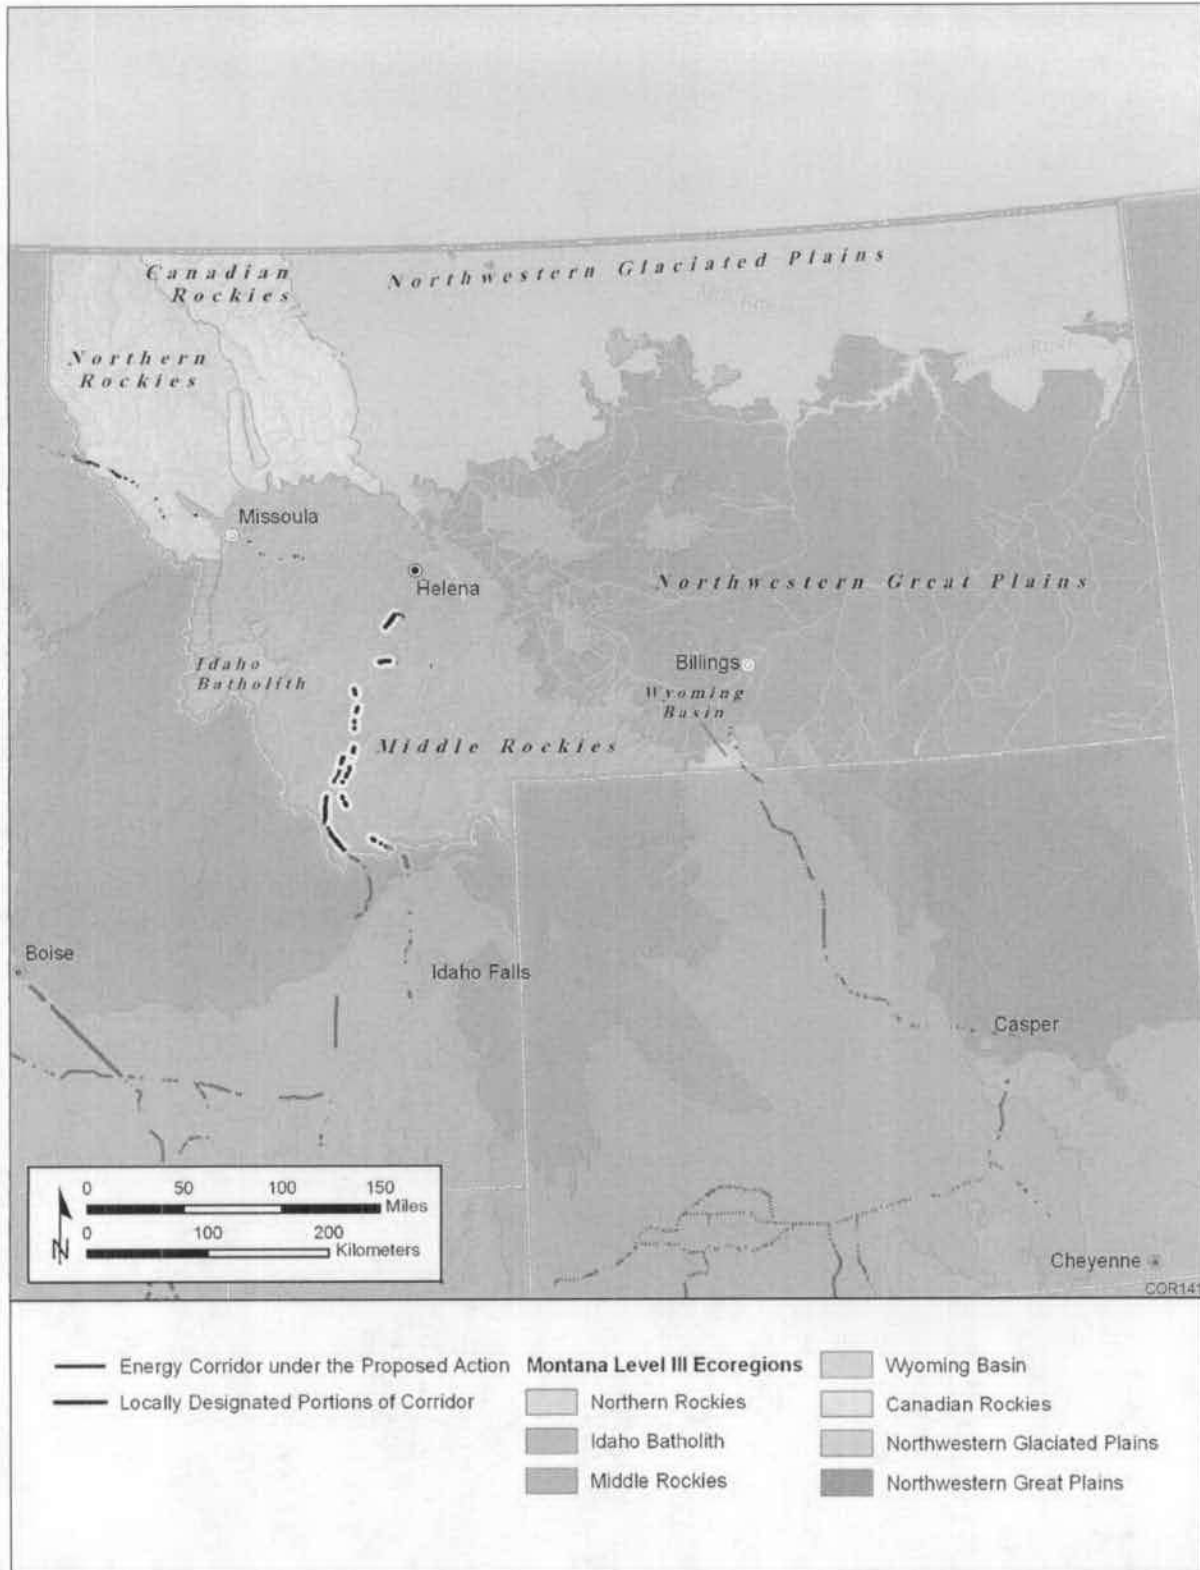 Canadian
Rockies
Northwestern Glaciated Plains
Northern
Rockies
Missoula
Helena
Northwestern Great Plains
Idaho
Batholith
Billings
Wyoming
Basin
Middle Rockies
Boise
Idaho Falls
Casper
0 50 100 150
Miles
0 100 200
Kilometers
N
Cheyenne
COR141
Energy Corridor under the Proposed Action
Locally Designated Portions of Corridor
Montana Level III Ecoregions
Northern Rockies
Idaho Batholith
Middle Rockies
Wyoming Basin
Canadian Rockies
Northwestern Glaciated Plains
Northwestern Great Plains